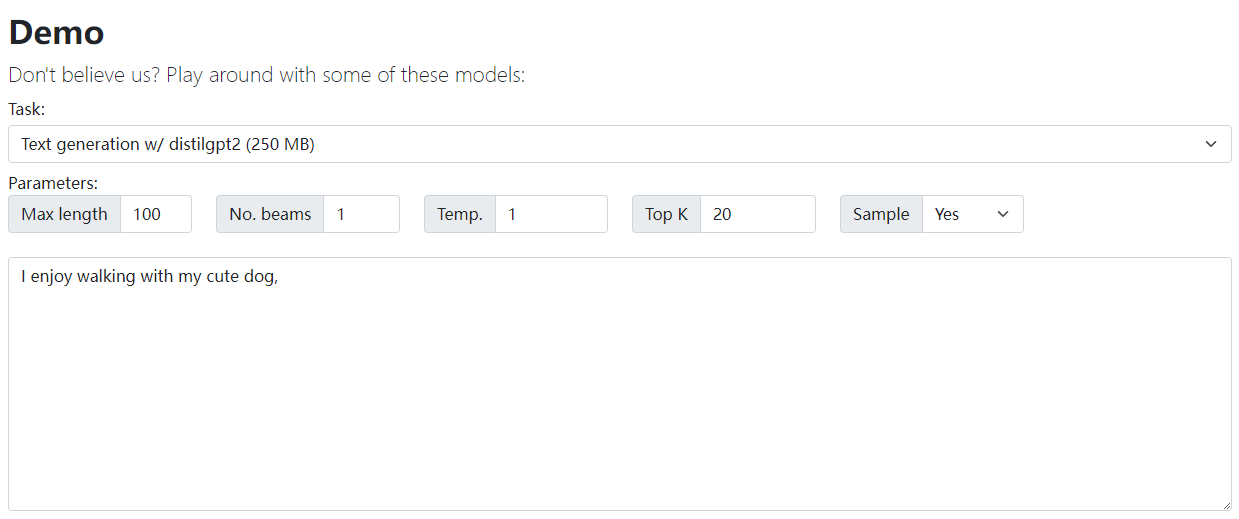 Demo
Don't believe us? Play around with some of these models:
Task:
Text generation w/ distilgpt2 (250 MB)
Parameters:
Max length 100 No. beams 1 Temp. 1 Top K 20 Sample Yes
I enjoy walking with my cute dog,